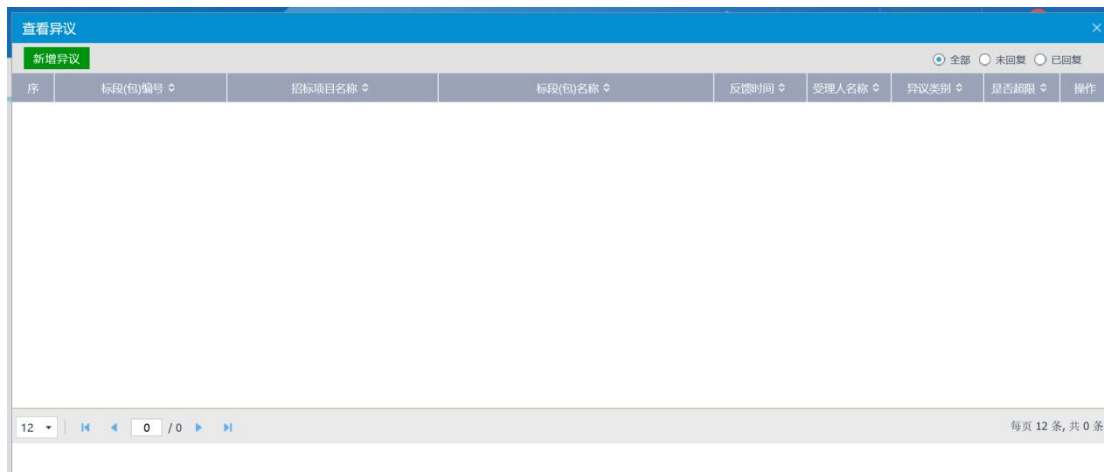 查看异议
新增异议
全部 未回复 已回复
序 标段(包)编号 招标项目名称 标段(包)名称 反馈时间 受理人名称 异议类别 是否超限 操作
12 0 / 0 每页 12 条, 共 0 条